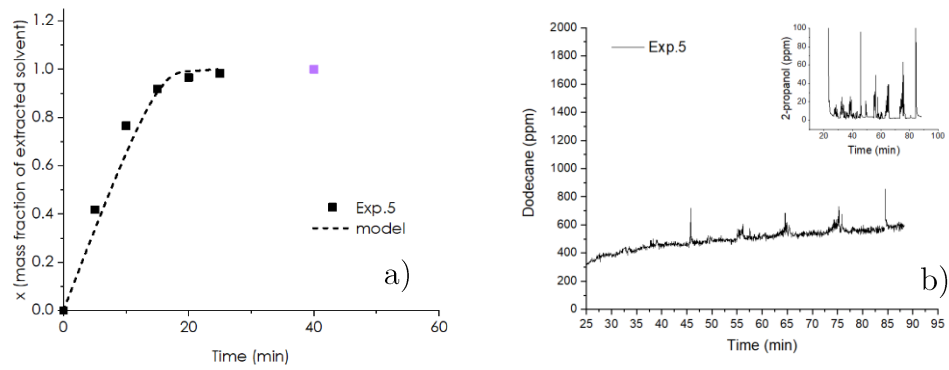 x (mass fraction of extracted solvent)
1.2
1.0
0.8
0.6
0.4
0.2
0.0
0 20 40 60
Time (min)
Exp.5
model
a)
Dodecane (ppm)
2000
1800
1600
1400
1200
1000
800
600
400
200
0
25 30 35 40 45 50 55 60 65 70 75 80 85 90 95
Time (min)
Exp.5
2-propanol (ppm)
100
80
60
40
20
0
20 40 60 80 100
Time (min)
b)